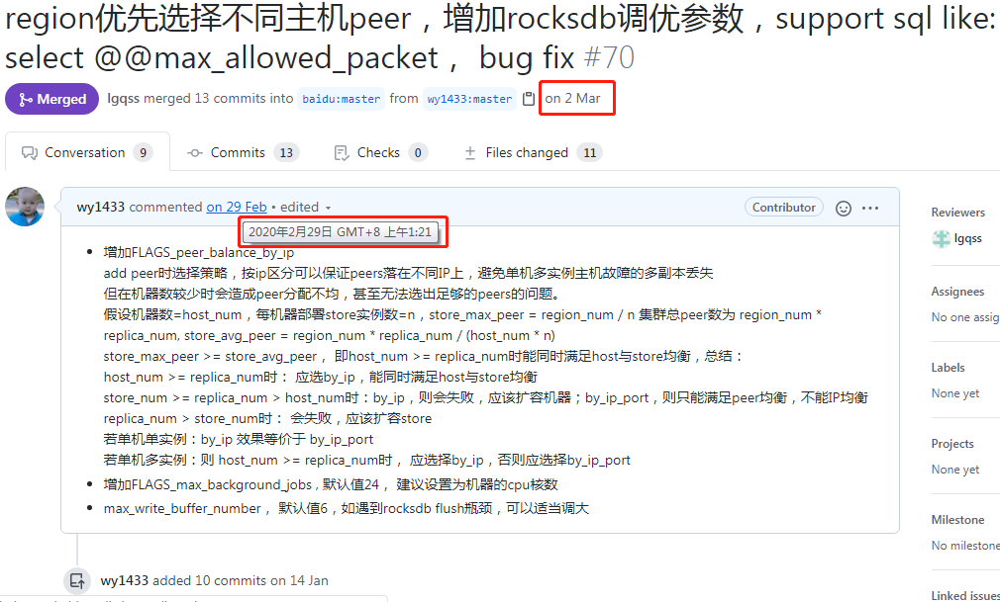 region优先选择不同主机peer，增加rocksdb调优参数，support sql like:
select @@max_allowed_packet， bug fix #70
Merged
lgqss merged 13 commits into baidu:master from wy1433:master on 2 Mar
Conversation 9
Commits 13
Checks 0
Files changed 11
wy1433 commented on 29 Feb • edited
Contributor
2020年2月29日 GMT+8 上午1:21
增加FLAGS_peer_balance_by_ip
add peer时选择策略，按ip区分可以保证peers落在不同IP上，避免单机多实例主机故障的多副本丢失
但在机器数较少时会造成peer分配不均，甚至无法选出足够的peers的问题。
假设机器数=host_num，每机器部署store实例数=n，store_max_peer = region_num / n 集群总peer数为 region_num *
replica_num, store_avg_peer = region_num * replica_num / (host_num * n)
store_max_peer >= store_avg_peer， 即host_num >= replica_num时能同时满足host与store均衡，总结：
host_num >= replica_num时： 应选by_ip，能同时满足host与store均衡
store_num >= replica_num > host_num时：by_ip，则会失败，应该扩容机器；by_ip_port，则只能满足peer均衡，不能IP均衡
replica_num > store_num时： 会失败，应该扩容store
若单机单实例：by_ip 效果等价于 by_ip_port
若单机多实例：则 host_num >= replica_num时， 应选择by_ip，否则应选择by_ip_port
增加FLAGS_max_background_jobs , 默认值24， 建议设置为机器的cpu核数
max_write_buffer_number， 默认值6，如遇到rocksdb flush瓶颈，可以适当调大
wy1433 added 10 commits on 14 Jan
Reviewers
lgqss
Assignees
No one assig
Labels
None yet
Projects
None yet
Milestone
No milestone
Linked issues